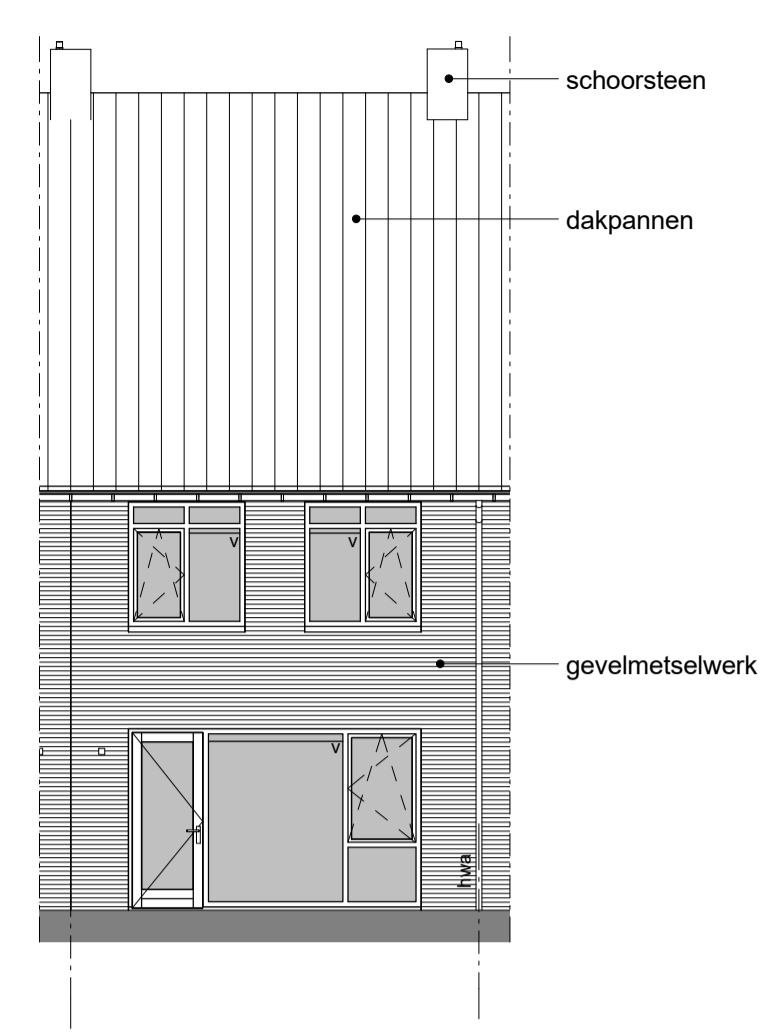 schoorsteen
dakpannen
v
v
gevelmetselwerk
v
hwa